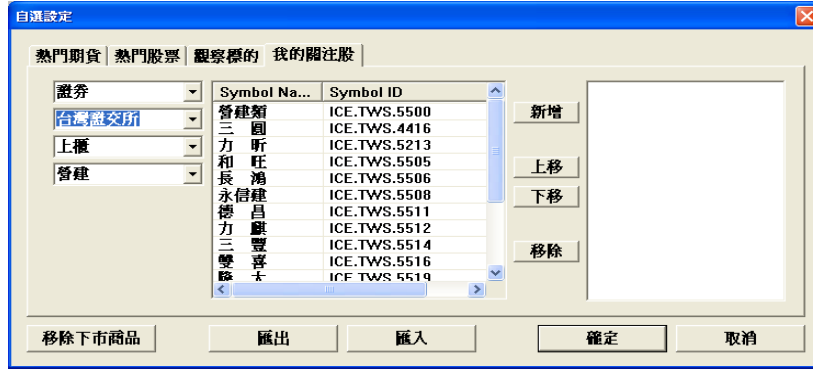 自選設定
熱門期貨 熱門股票 觀察標的 我的關注股
證券
台灣證交所
上櫃
營建
Symbol Na... Symbol ID
營建類 ICE.TWS.5500
三 圓 ICE.TWS.4416
力 昕 ICE.TWS.5213
和 旺 ICE.TWS.5505
長 鴻 ICE.TWS.5506
永信建 ICE.TWS.5508
德 昌 ICE.TWS.5511
力 麒 ICE.TWS.5512
三 豐 ICE.TWS.5514
雙 喜 ICE.TWS.5516
隆 大 ICE.TWS.5519
新增
上移
下移
移除
移除下市商品 匯出 匯入 確定 取消